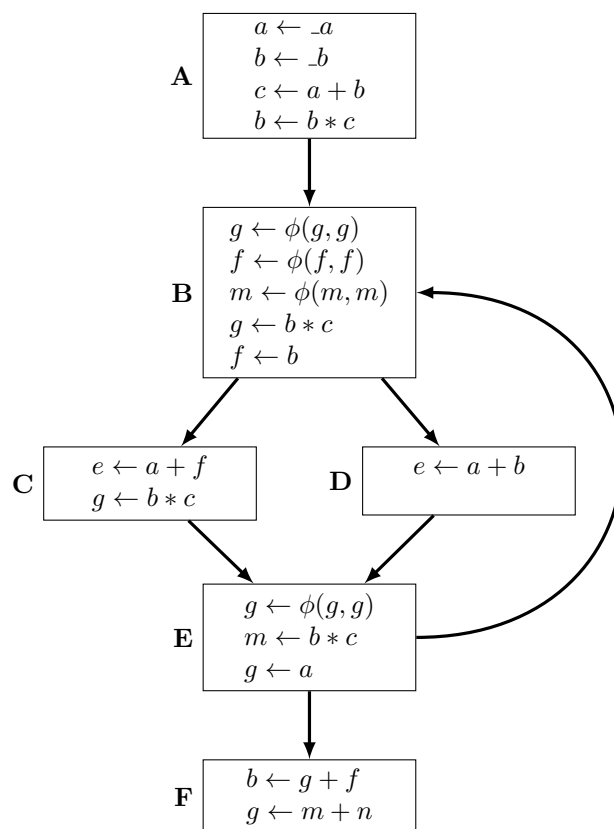 A
a ← _a
b ← _b
c ← a + b
b ← b ∗ c
B
g ← ϕ(g, g)
f ← ϕ(f, f)
m ← ϕ(m, m)
g ← b ∗ c
f ← b
C
e ← a + f
g ← b ∗ c
D
e ← a + b
E
g ← ϕ(g, g)
m ← b ∗ c
g ← a
F
b ← g + f
g ← m + n